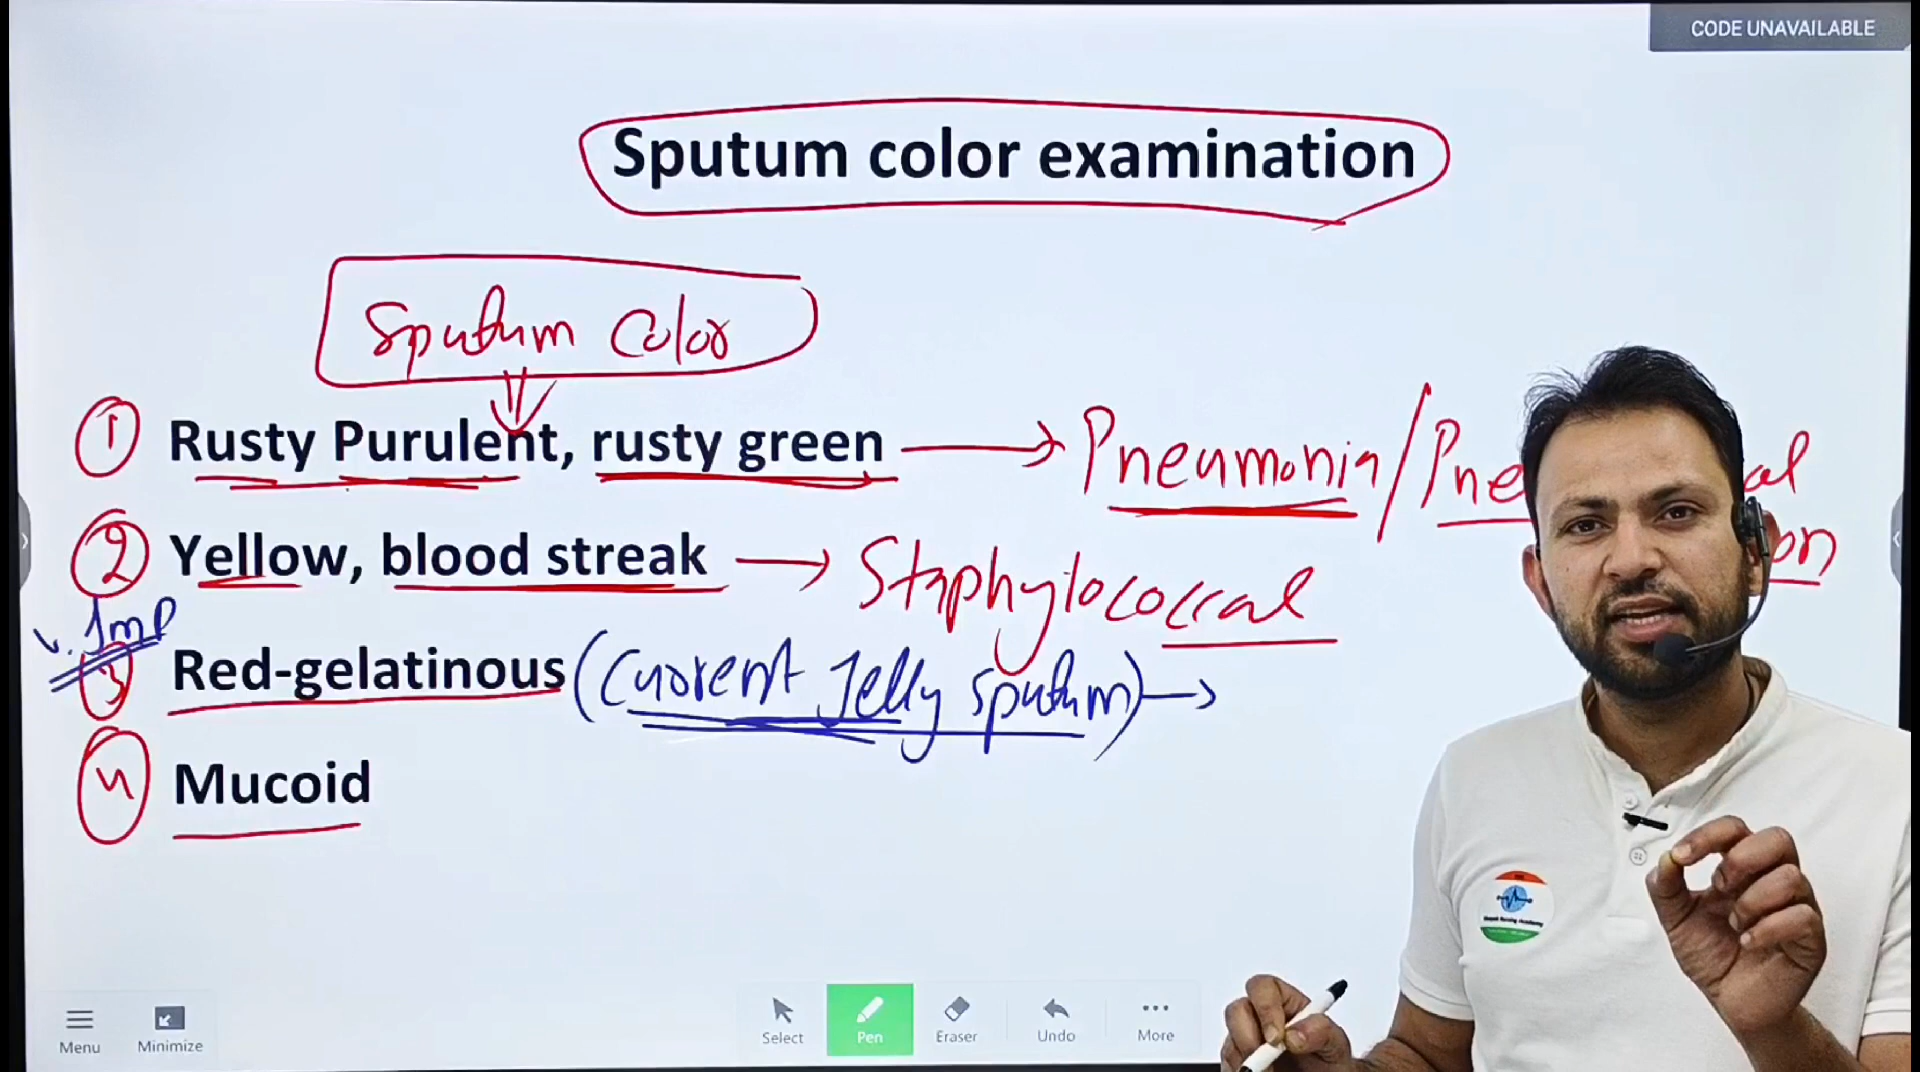 CODE UNAVAILABLE
Sputum color examination
Sputum Color
1 Rusty Purulent, rusty green → Pneumonia / Pne al
on
2 Yellow, blood streak → Staphylococcal
v. Imp
3 Red-gelatinous (Current Jelly sputum) →
4 Mucoid
Menu Minimize Select Pen Eraser Undo More